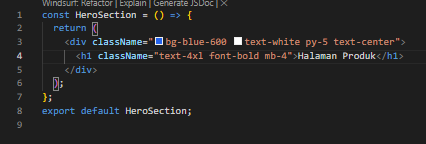 Windsurf: Refactor | Explain | Generate JSDoc | ×
1 const HeroSection = () => {
2 return (
3 <div className="bg-blue-600 text-white py-5 text-center">
4 <h1 className="text-4xl font-bold mb-4">Halaman Produk</h1>
5 </div>
6 );
7 };
8 export default HeroSection;
9